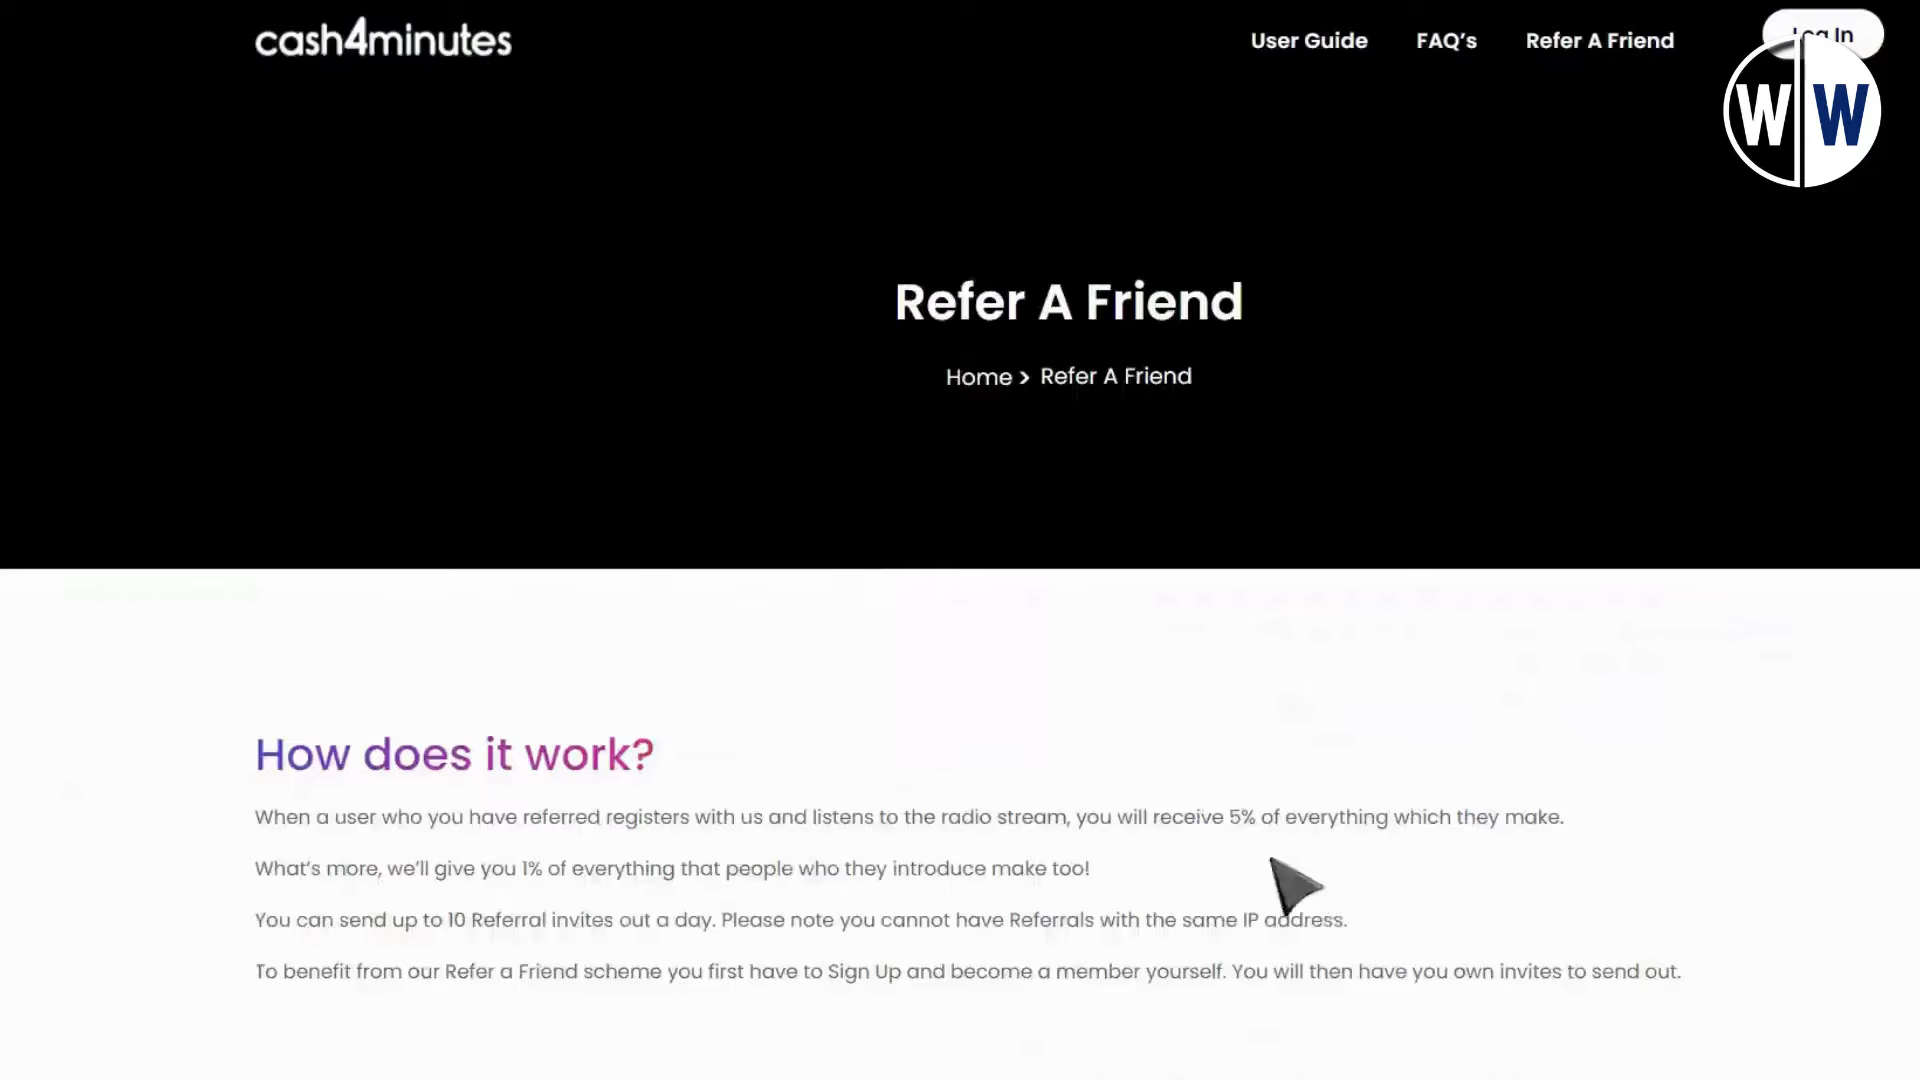 cash4minutes
User Guide FAQ’s Refer A Friend Log In
W W
Refer A Friend
Home > Refer A Friend
How does it work?
When a user who you have referred registers with us and listens to the radio stream, you will receive 5% of everything which they make.
What’s more, we’ll give you 1% of everything that people who they introduce make too!
You can send up to 10 Referral invites out a day. Please note you cannot have Referrals with the same IP address.
To benefit from our Refer a Friend scheme you first have to Sign Up and become a member yourself. You will then have you own invites to send out.